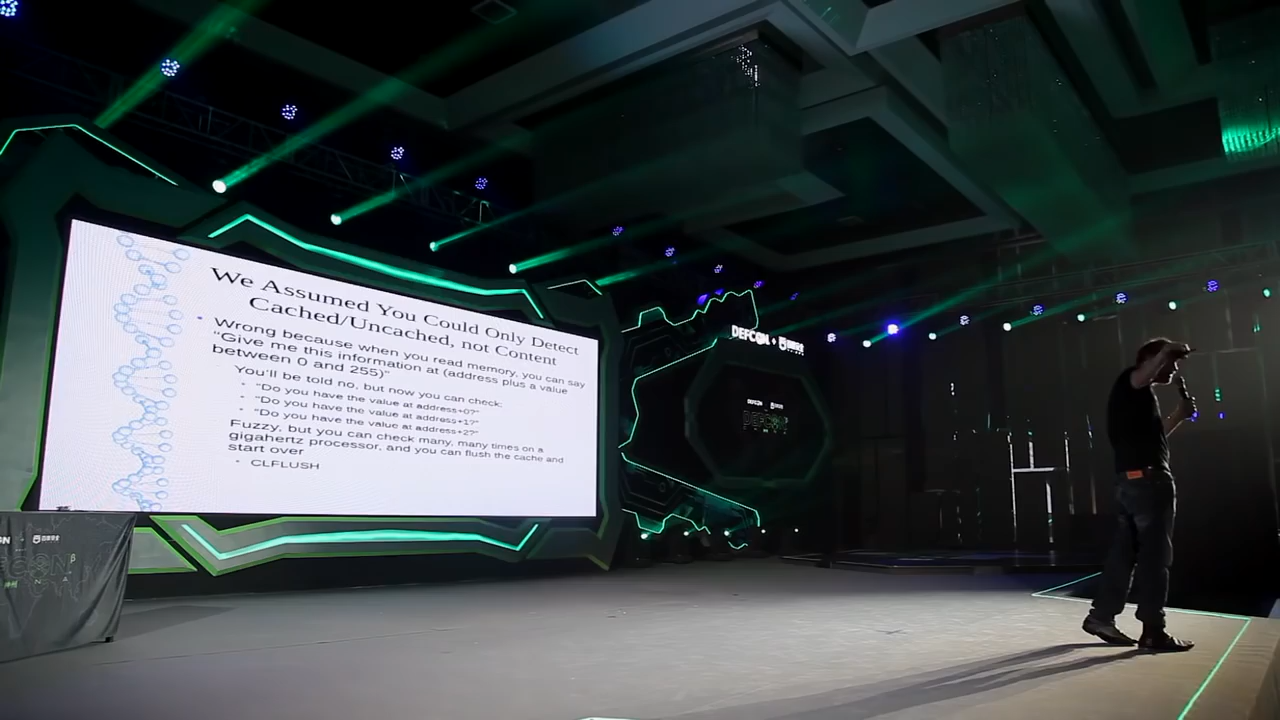 We Assumed You Could Only Detect
Cached/Uncached, not Content
Wrong because when you read memory, you can say
"Give me this information at (address plus a value
between 0 and 255)"
You'll be told no, but now you can check:
"Do you have the value at address+0?"
"Do you have the value at address+1?"
"Do you have the value at address+2?"
Fuzzy, but you can check many, many times on a
gigahertz processor, and you can flush the cache and
start over
CLFLUSH
DEFCON +
DEFCON